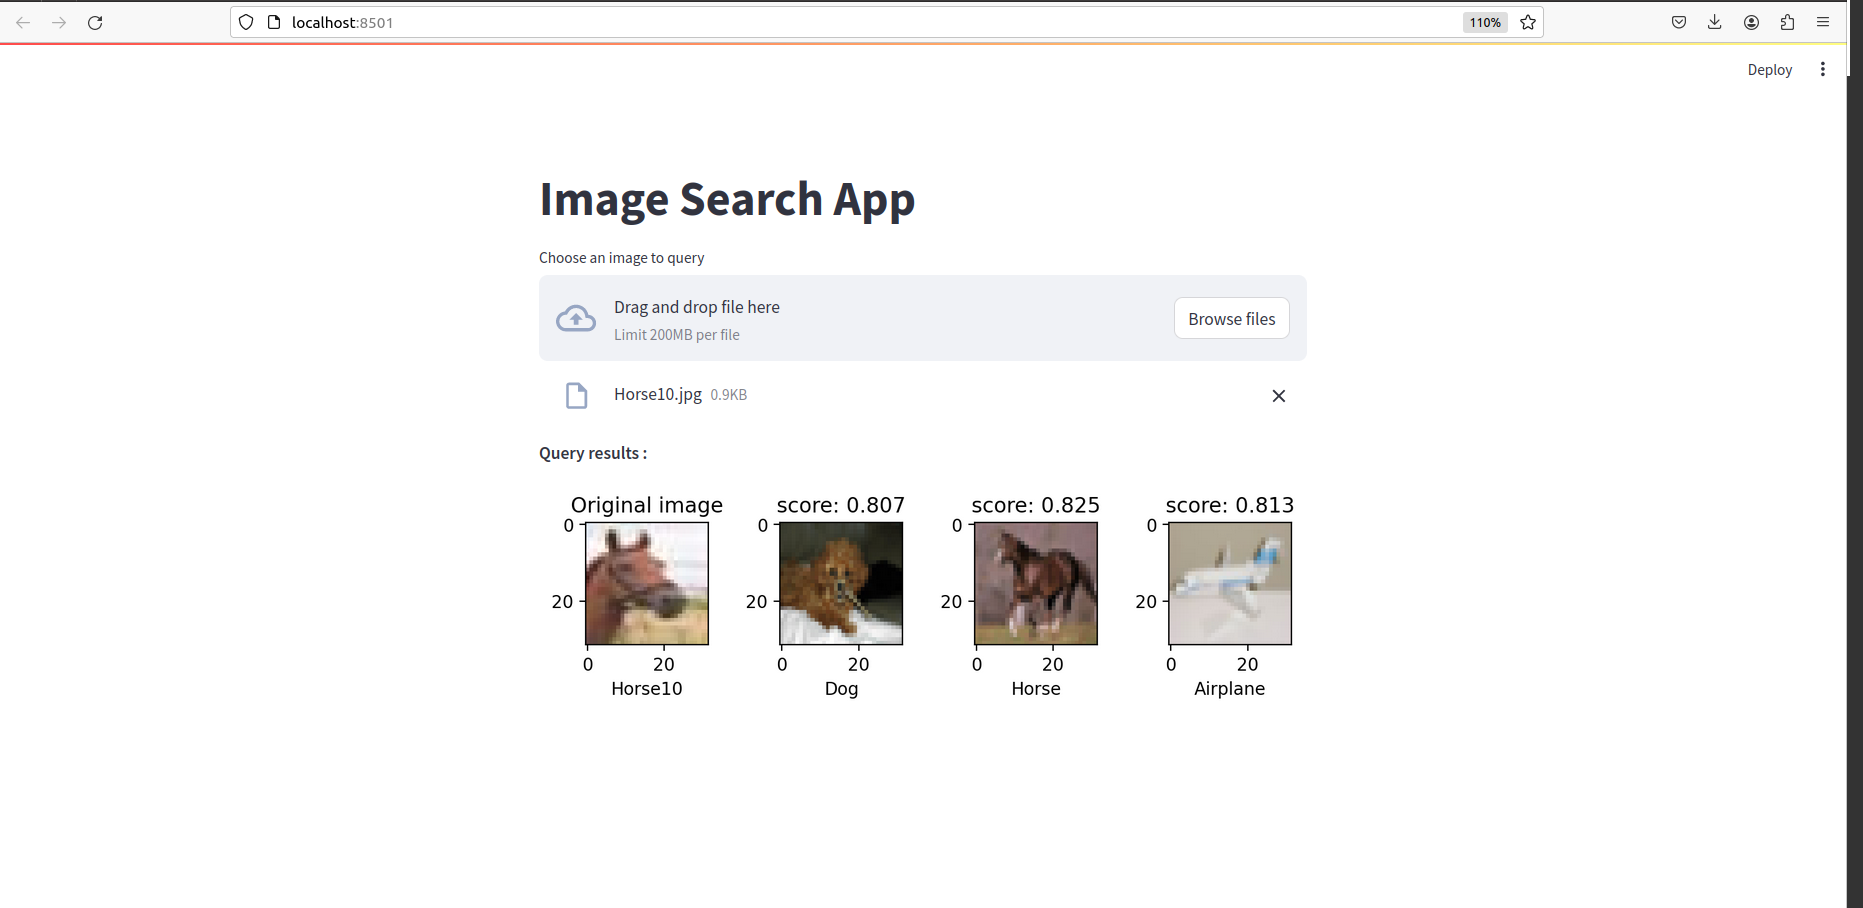 localhost:8501
110%
Deploy
Image Search App
Choose an image to query
Drag and drop file here
Limit 200MB per file
Browse files
Horse10.jpg 0.9KB
Query results :
Original image
0
20
0 20
Horse10
score: 0.807
0
20
0 20
Dog
score: 0.825
0
20
0 20
Horse
score: 0.813
0
20
0 20
Airplane